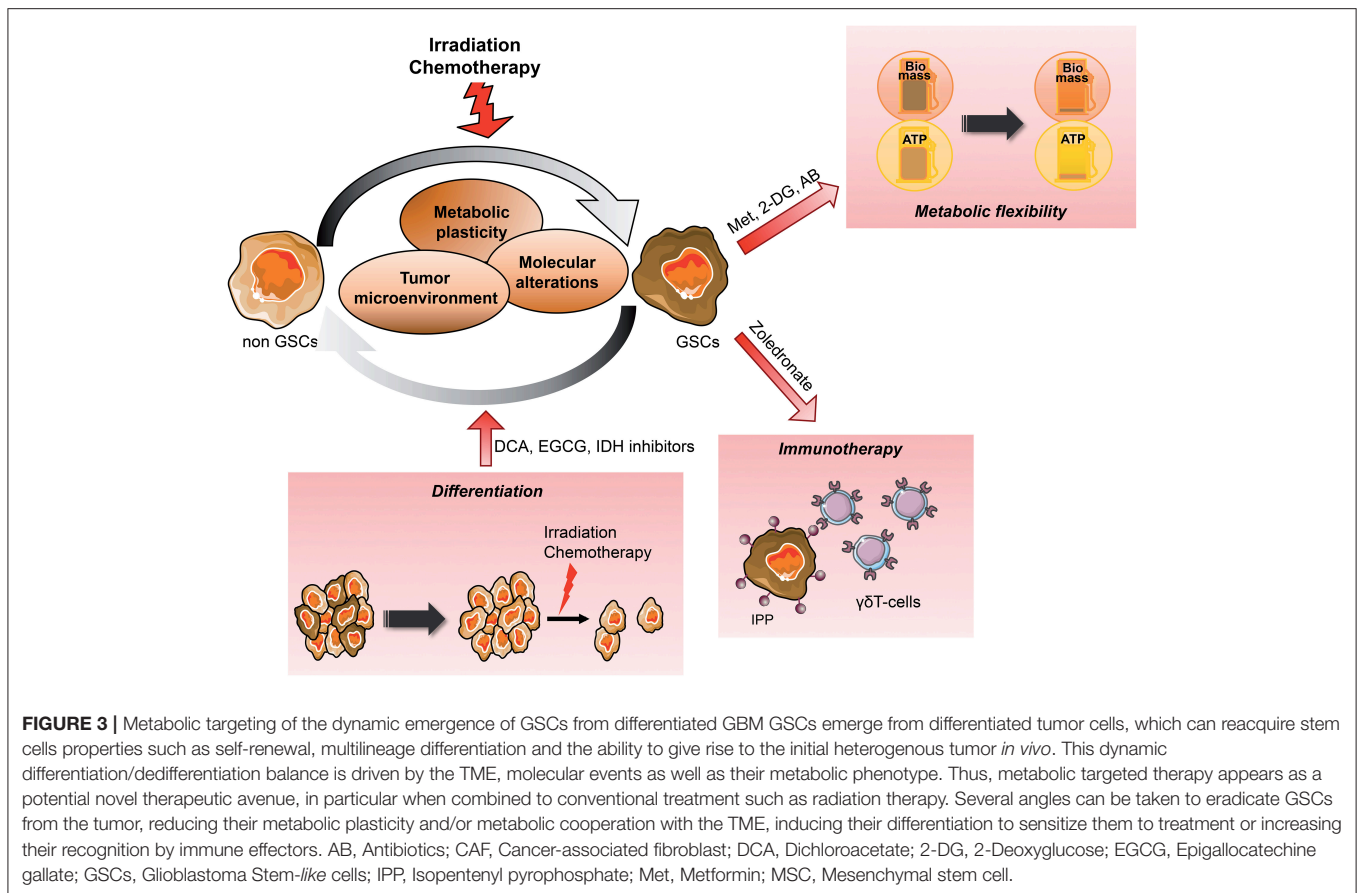 Irradiation
Chemotherapy
Metabolic
plasticity
Tumor
microenvironment
Molecular
alterations
non GSCs
GSCs
Met, 2-DG, AB
Bio
mass
ATP
Bio
mass
ATP
Metabolic flexibility
Zoledronate
Immunotherapy
IPP
γδT-cells
DCA, EGCG, IDH inhibitors
Differentiation
Irradiation
Chemotherapy
FIGURE 3 | Metabolic targeting of the dynamic emergence of GSCs from differentiated GBM GSCs emerge from differentiated tumor cells, which can reacquire stem
cells properties such as self-renewal, multilineage differentiation and the ability to give rise to the initial heterogenous tumor in vivo. This dynamic
differentiation/dedifferentiation balance is driven by the TME, molecular events as well as their metabolic phenotype. Thus, metabolic targeted therapy appears as a
potential novel therapeutic avenue, in particular when combined to conventional treatment such as radiation therapy. Several angles can be taken to eradicate GSCs
from the tumor, reducing their metabolic plasticity and/or metabolic cooperation with the TME, inducing their differentiation to sensitize them to treatment or increasing
their recognition by immune effectors. AB, Antibiotics; CAF, Cancer-associated fibroblast; DCA, Dichloroacetate; 2-DG, 2-Deoxyglucose; EGCG, Epigallocatechine
gallate; GSCs, Glioblastoma Stem-like cells; IPP, Isopentenyl pyrophosphate; Met, Metformin; MSC, Mesenchymal stem cell.